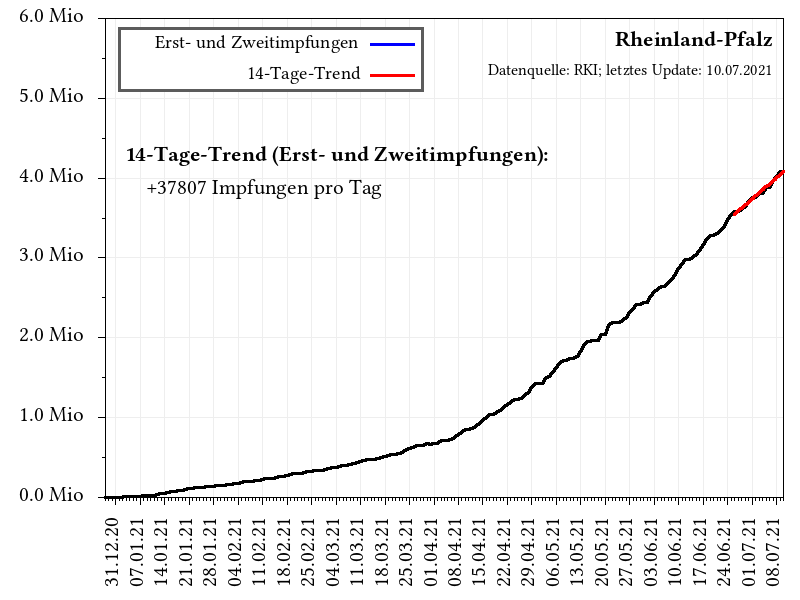 6.0 Mio
5.0 Mio
4.0 Mio
3.0 Mio
2.0 Mio
1.0 Mio
0.0 Mio
Erst- und Zweitimpfungen
14-Tage-Trend
Rheinland-Pfalz
Datenquelle: RKI; letztes Update: 10.07.2021
14-Tage-Trend (Erst- und Zweitimpfungen):
+37807 Impfungen pro Tag
31.12.20
07.01.21
14.01.21
21.01.21
28.01.21
04.02.21
11.02.21
18.02.21
25.02.21
04.03.21
11.03.21
18.03.21
25.03.21
01.04.21
08.04.21
15.04.21
22.04.21
29.04.21
06.05.21
13.05.21
20.05.21
27.05.21
03.06.21
10.06.21
17.06.21
24.06.21
01.07.21
08.07.21